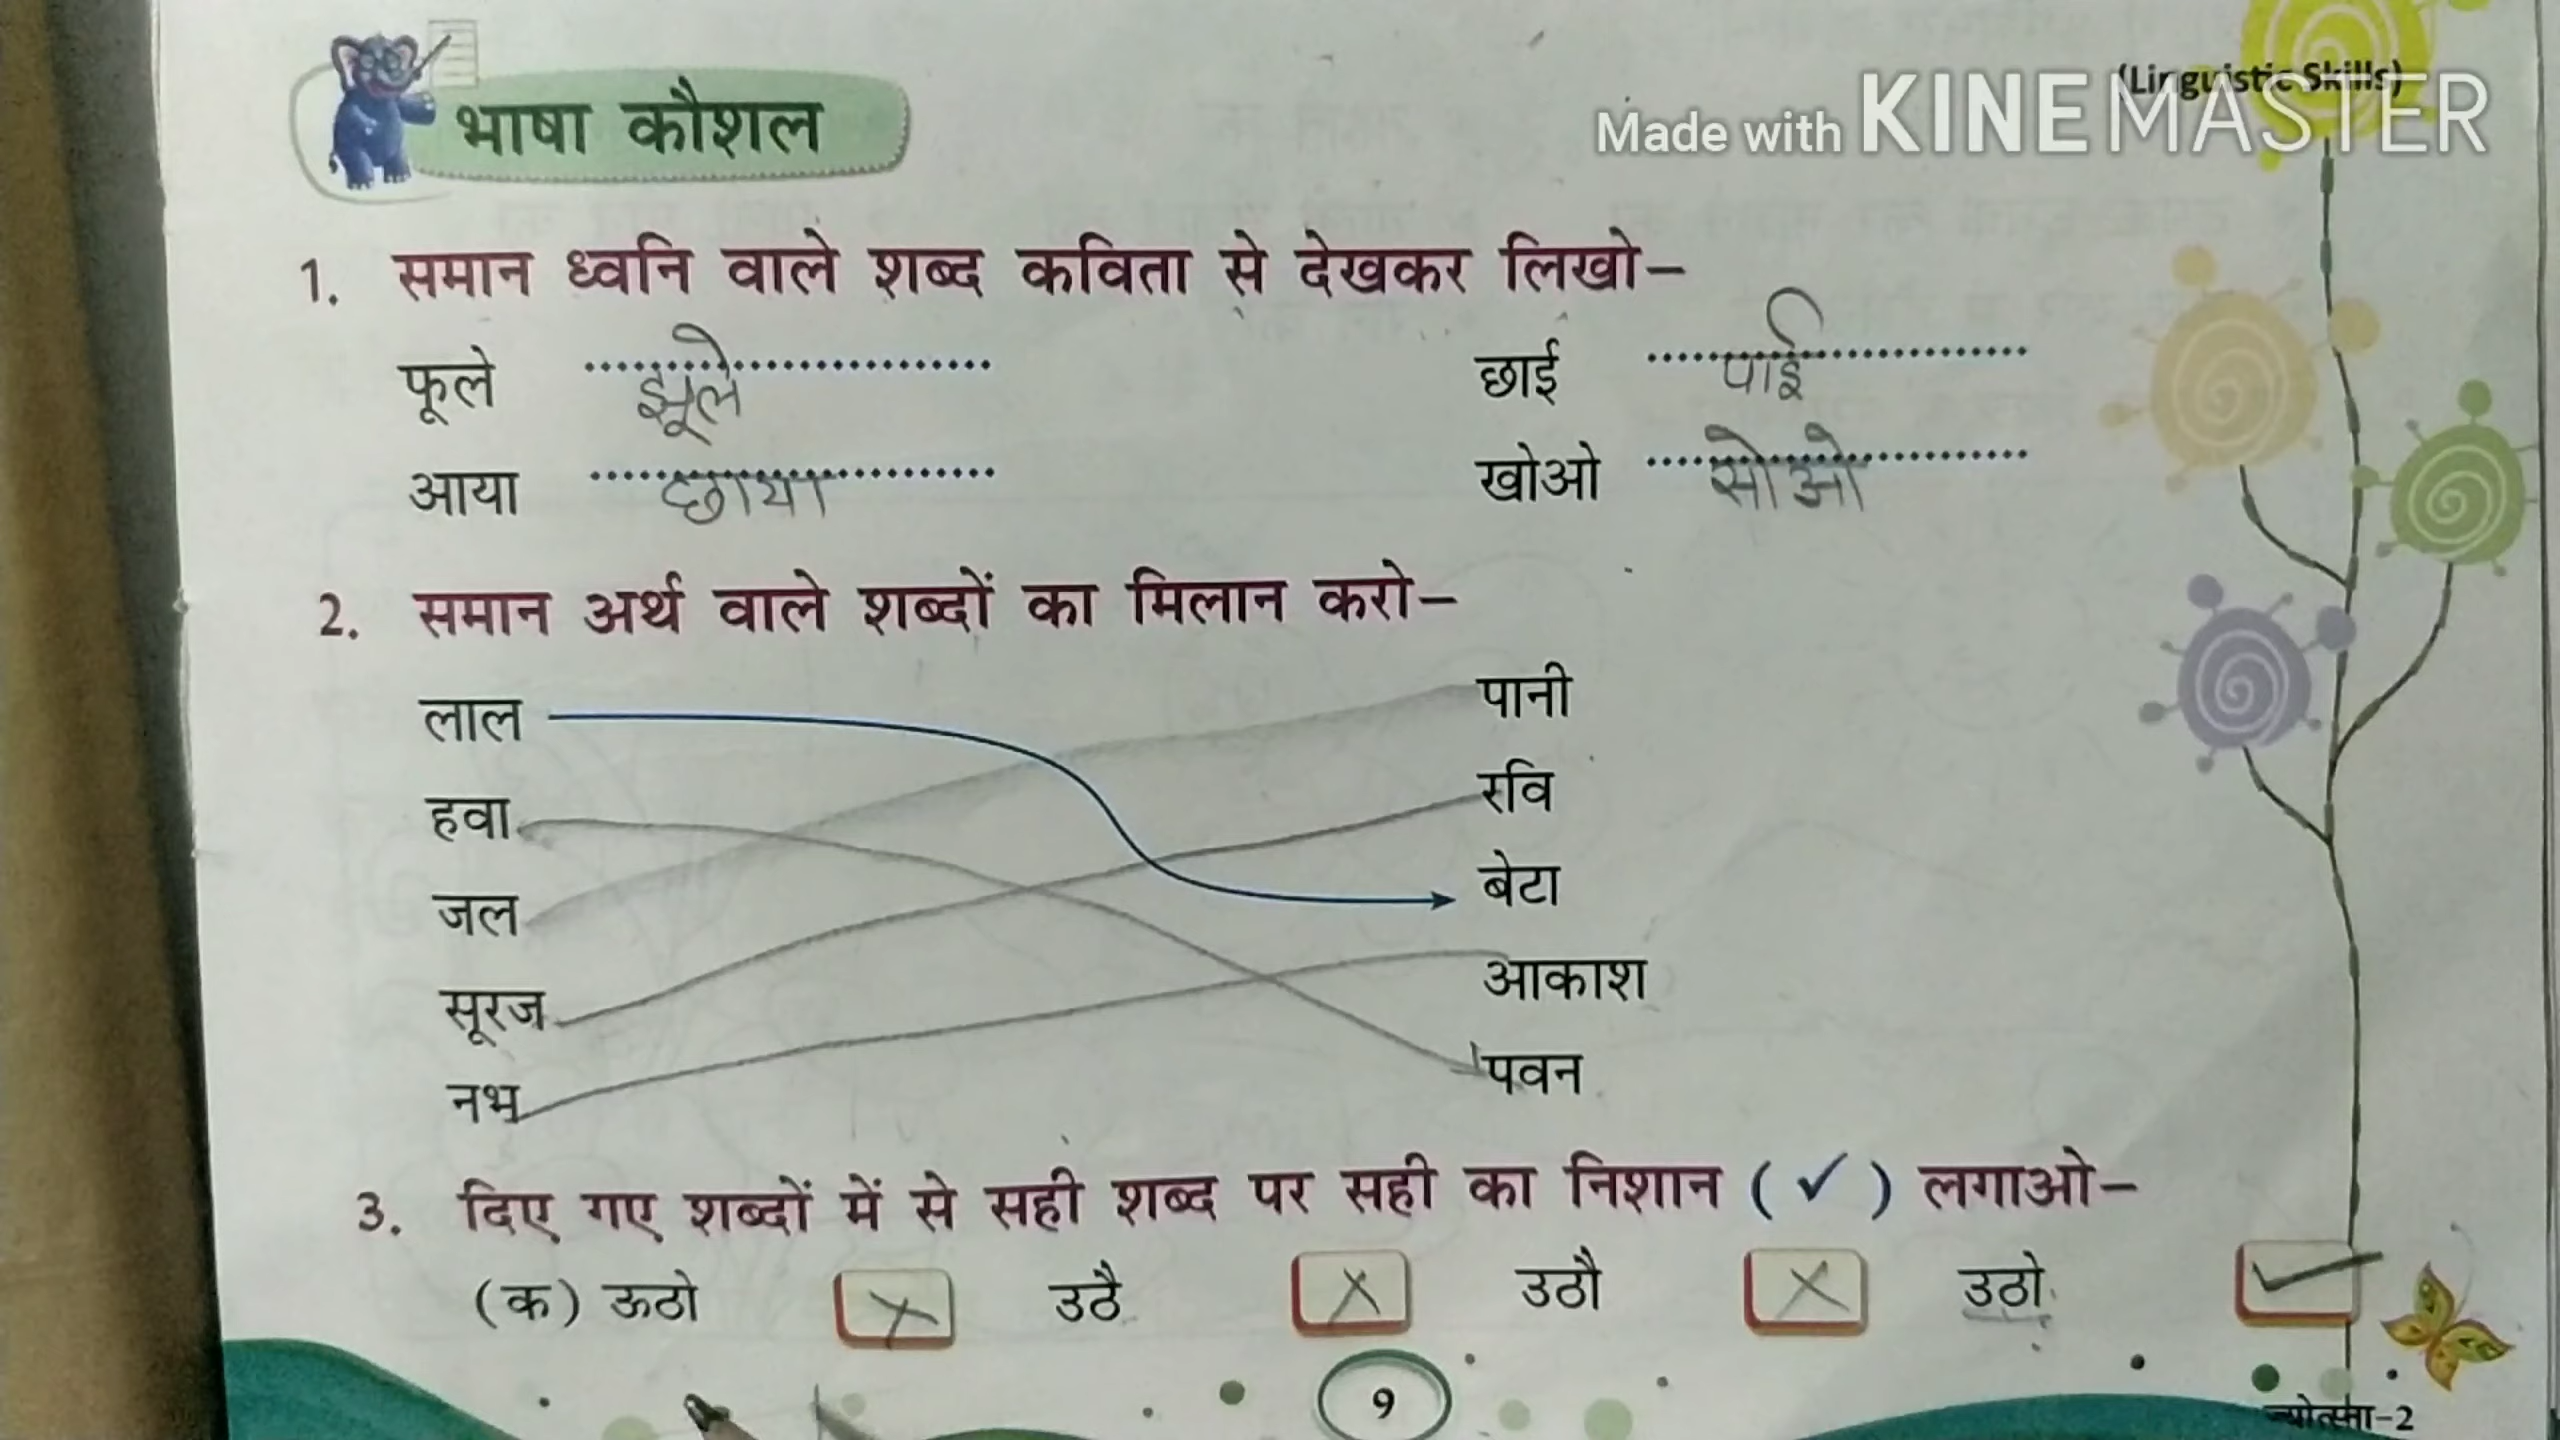 (Linguistic Skills)
Made with KINEMASTER
भाषा कौशल
1. समान ध्वनि वाले शब्द कविता से देखकर लिखो–
फूले झूले छाई पाई
आया छाया खोओ सोओ
2. समान अर्थ वाले शब्दों का मिलान करो–
लाल पानी
हवा रवि
जल बेटा
सूरज आकाश
नभ पवन
3. दिए गए शब्दों में से सही शब्द पर सही का निशान (✓) लगाओ–
(क) ऊठो × उठै × उठौ × उठो ✓
9
ज्योत्स्ना-2